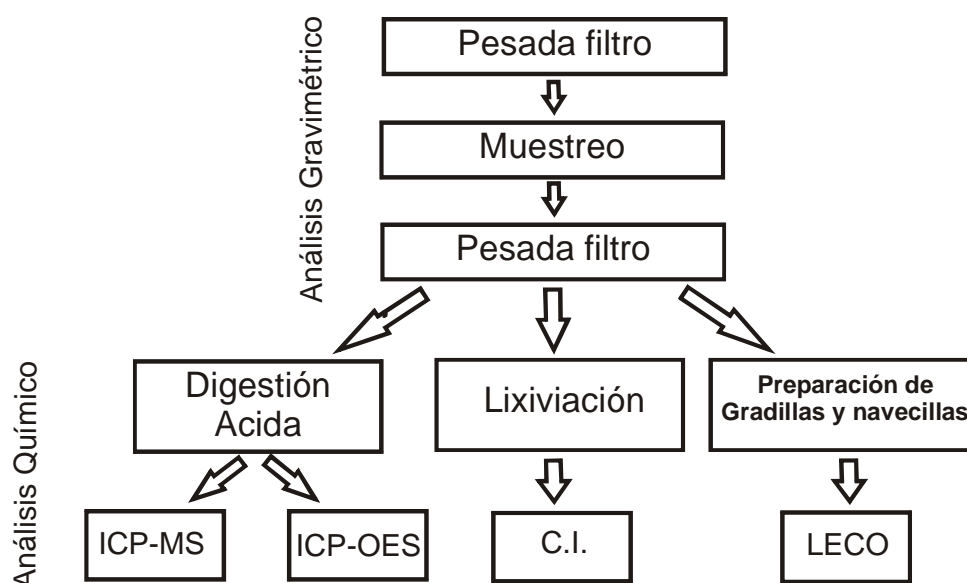 Análisis Gravimétrico
Pesada filtro
Muestreo
Pesada filtro
Análisis Químico
Digestión
Acida
Lixiviación
Preparación de
Gradillas y navecillas
ICP-MS
ICP-OES
C.I.
LECO